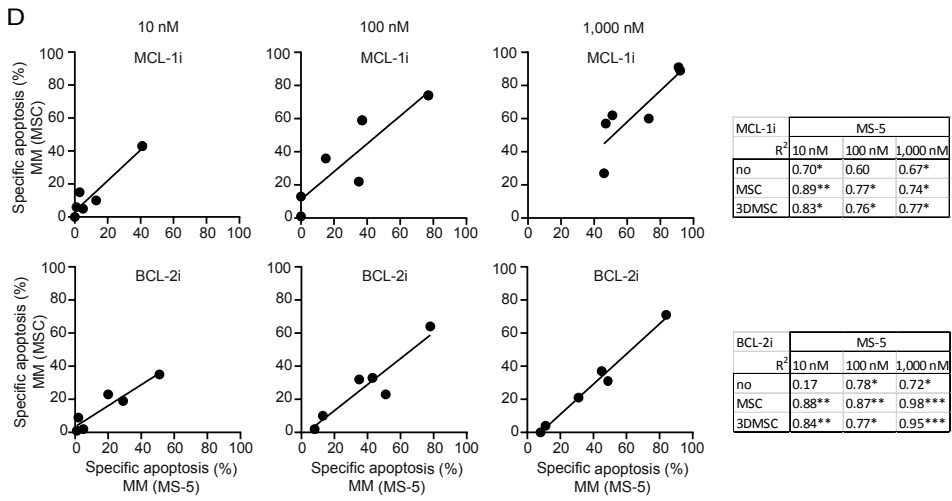 D
10 nM
100 nM
1,000 nM
MCL-1i
MCL-1i
MCL-1i
Specific apoptosis (%)
MM (MSC)
100
80
60
40
20
0
0 20 40 60 80 100
100
80
60
40
20
0
0 20 40 60 80 100
100
80
60
40
20
0
0 20 40 60 80 100
MCL-1i MS-5
R2 10 nM 100 nM 1,000 nM
no 0.70* 0.60 0.67*
MSC 0.89** 0.77* 0.74*
3DMSC 0.83* 0.76* 0.77*
BCL-2i
BCL-2i
BCL-2i
Specific apoptosis (%)
MM (MSC)
100
80
60
40
20
0
0 20 40 60 80 100
100
80
60
40
20
0
0 20 40 60 80 100
100
80
60
40
20
0
0 20 40 60 80 100
Specific apoptosis (%)
MM (MS-5)
Specific apoptosis (%)
MM (MS-5)
Specific apoptosis (%)
MM (MS-5)
BCL-2i MS-5
R2 10 nM 100 nM 1,000 nM
no 0.17 0.78* 0.72*
MSC 0.88** 0.87** 0.98***
3DMSC 0.84** 0.77* 0.95***